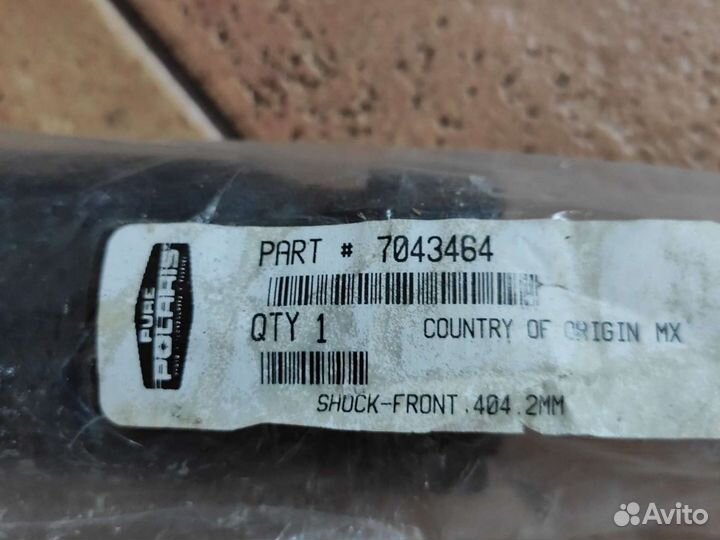 PURE
POLARIS
PART # 7043464
QTY 1
COUNTRY OF ORIGIN MX
SHOCK-FRONT,404.2MM
Avito